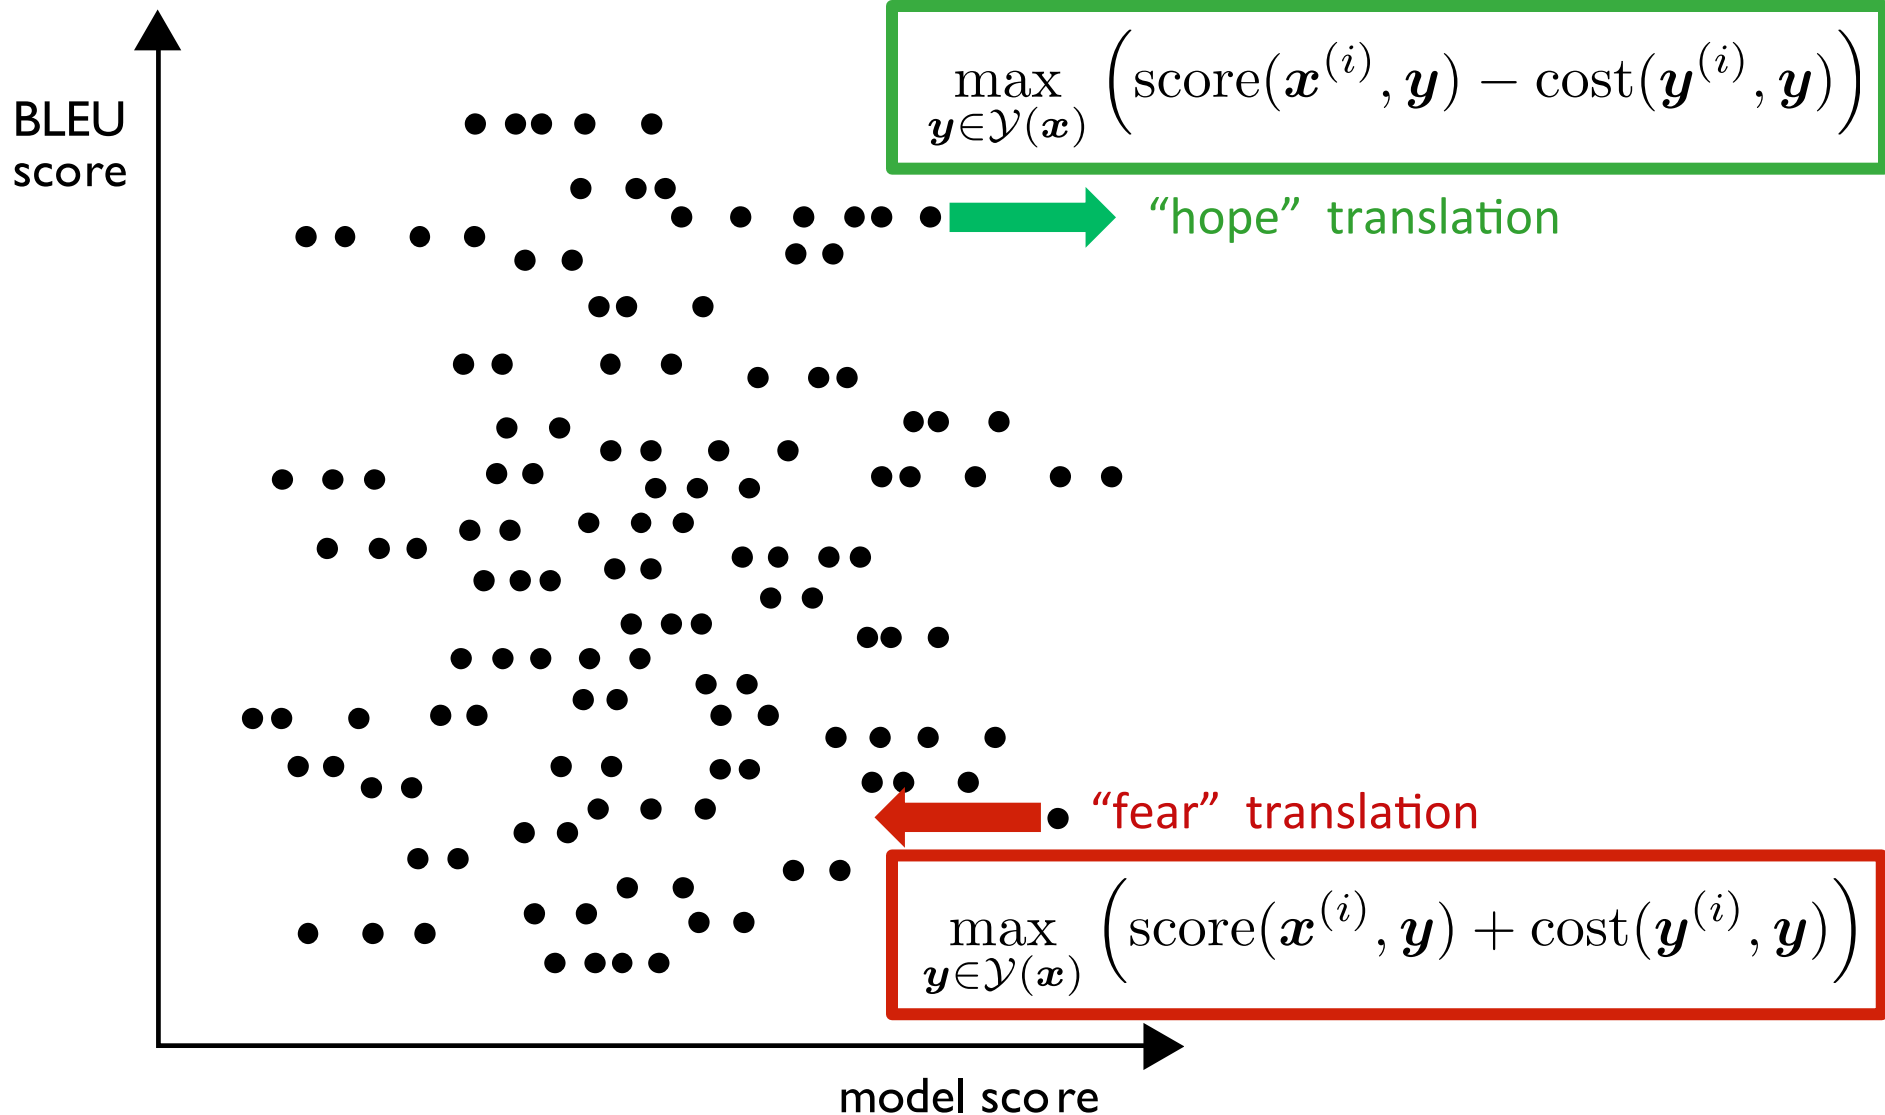 BLEU
score
max_{y∈𝒴(x)} (score(x^{(i)}, y) − cost(y^{(i)}, y))
“hope” translation
“fear” translation
max_{y∈𝒴(x)} (score(x^{(i)}, y) + cost(y^{(i)}, y))
model score